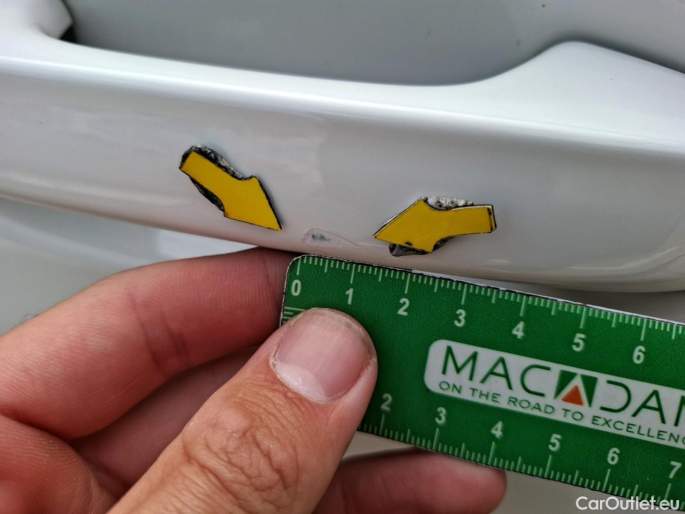 0 1 2 3 4 5 6
MACADAM
ON THE ROAD TO EXCELLENC
2 3 4 5 6 7
CarOutlet.eu